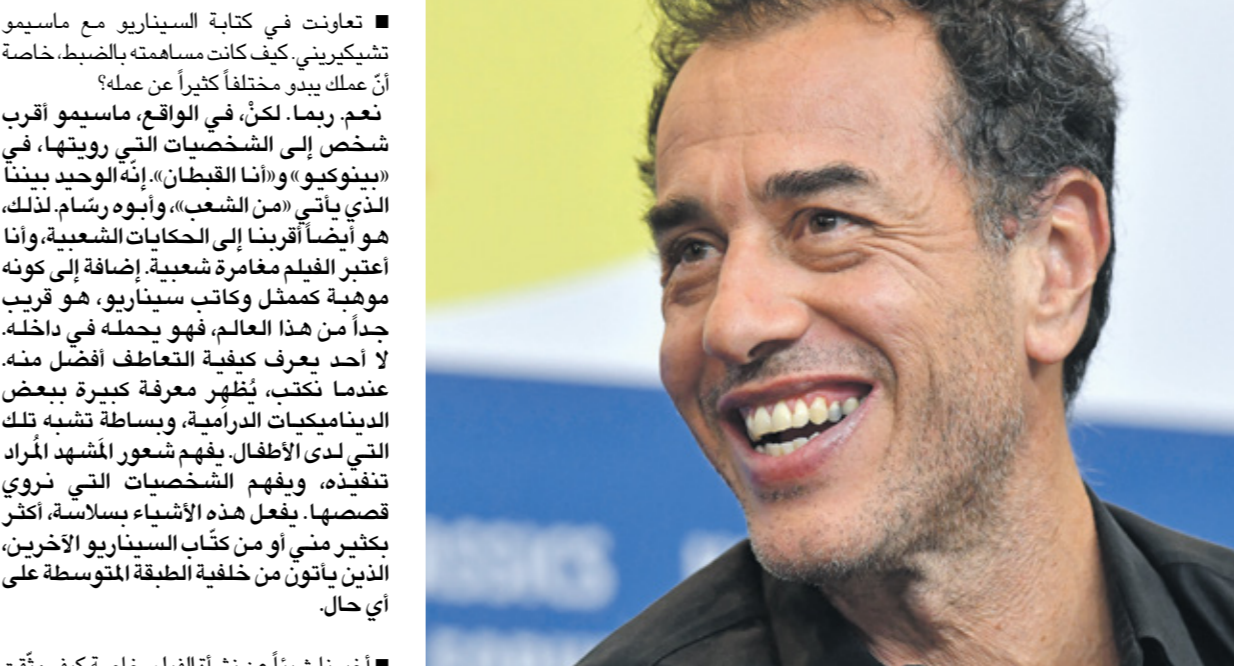 ■ تعاونت في كتابة السيناريو مع ماسيمو
تشيكيريني. كيف كانت مساهمته بالضبط، خاصة
أنّ عملك يبدو مختلفاً كثيراً عن عمله؟
نعم. ربما. لكنْ، في الواقع، ماسيمو أقرب
شخص إلى الشخصيات التي رويتها، في
«بينوكيو» و«أنا القبطان». إنّه الوحيد بيننا
الذي يأتي «من الشعب»، وأبوه رسّام. لذلك،
هو أيضاً أقربنا إلى الحكايات الشعبية، وأنا
أعتبر الفيلم مغامرة شعبية. إضافة إلى كونه
موهبة كممثل وكاتب سيناريو، هو قريب
جداً من هذا العالم، فهو يحمله في داخله.
لا أحد يعرف كيفية التعاطف أفضل منه.
عندما نكتب، يُظهِر معرفة كبيرة ببعض
الديناميكيات الدرامية، وبساطة تشبه تلك
التي لدى الأطفال. يفهم شعور المَشهد المُراد
تنفيذه، ويفهم الشخصيات التي نروي
قصصها. يفعل هذه الأشياء بسلاسة، أكثر
بكثير مني أو من كتّاب السيناريو الآخرين،
الذين يأتون من خلفية الطبقة المتوسطة على
أي حال.